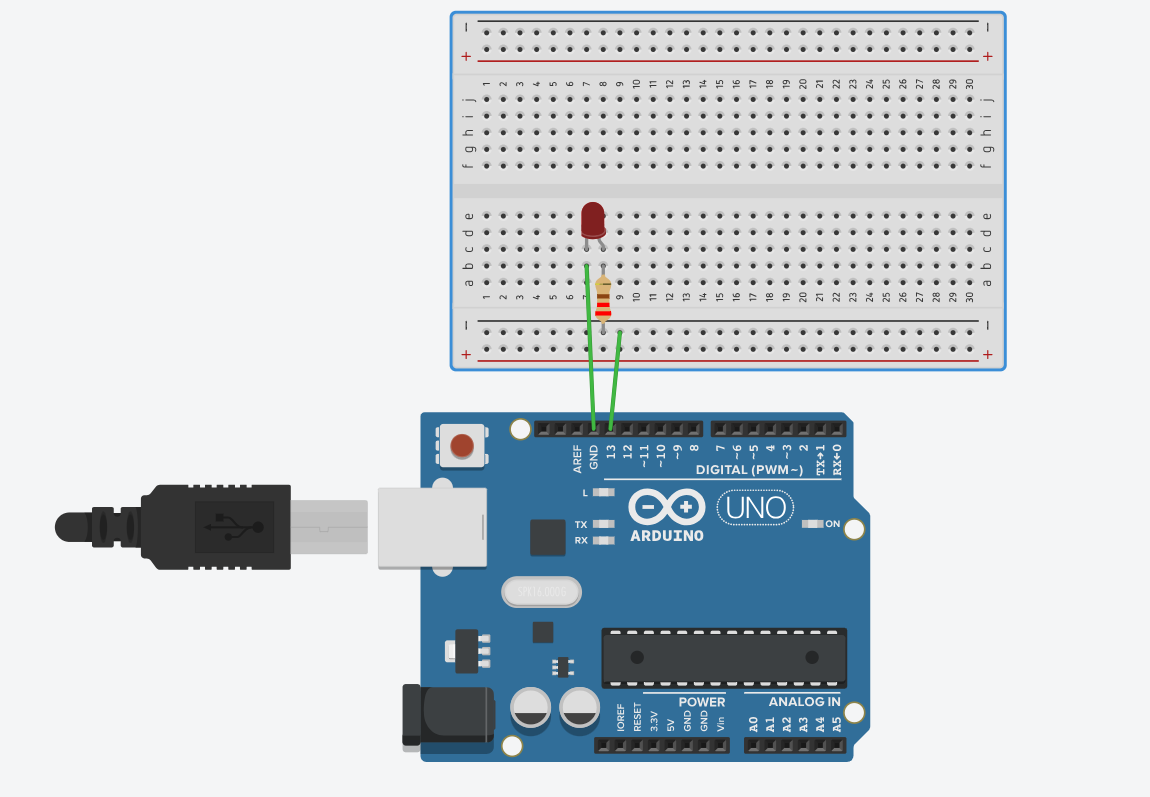 – –
+ +
1 2 3 4 5 6 7 8 9 10 11 12 13 14 15 16 17 18 19 20 21 22 23 24 25 26 27 28 29 30
j j
i i
h h
g g
f f
e e
d d
c c
b b
a a
1 2 3 4 5 6 7 9 10 11 12 13 14 15 16 17 18 19 20 21 22 23 24 25 26 27 28 29 30
– –
+ +
AREF GND 13 12 ~11 ~10 ~9 8 7 ~6 ~5 4 ~3 2 TX→1 RX←0
DIGITAL (PWM~)
L
TX
RX
ARDUINO
UNO
ON
POWER ANALOG IN
IOREF RESET 3.3V 5V GND GND Vin A0 A1 A2 A3 A4 A5